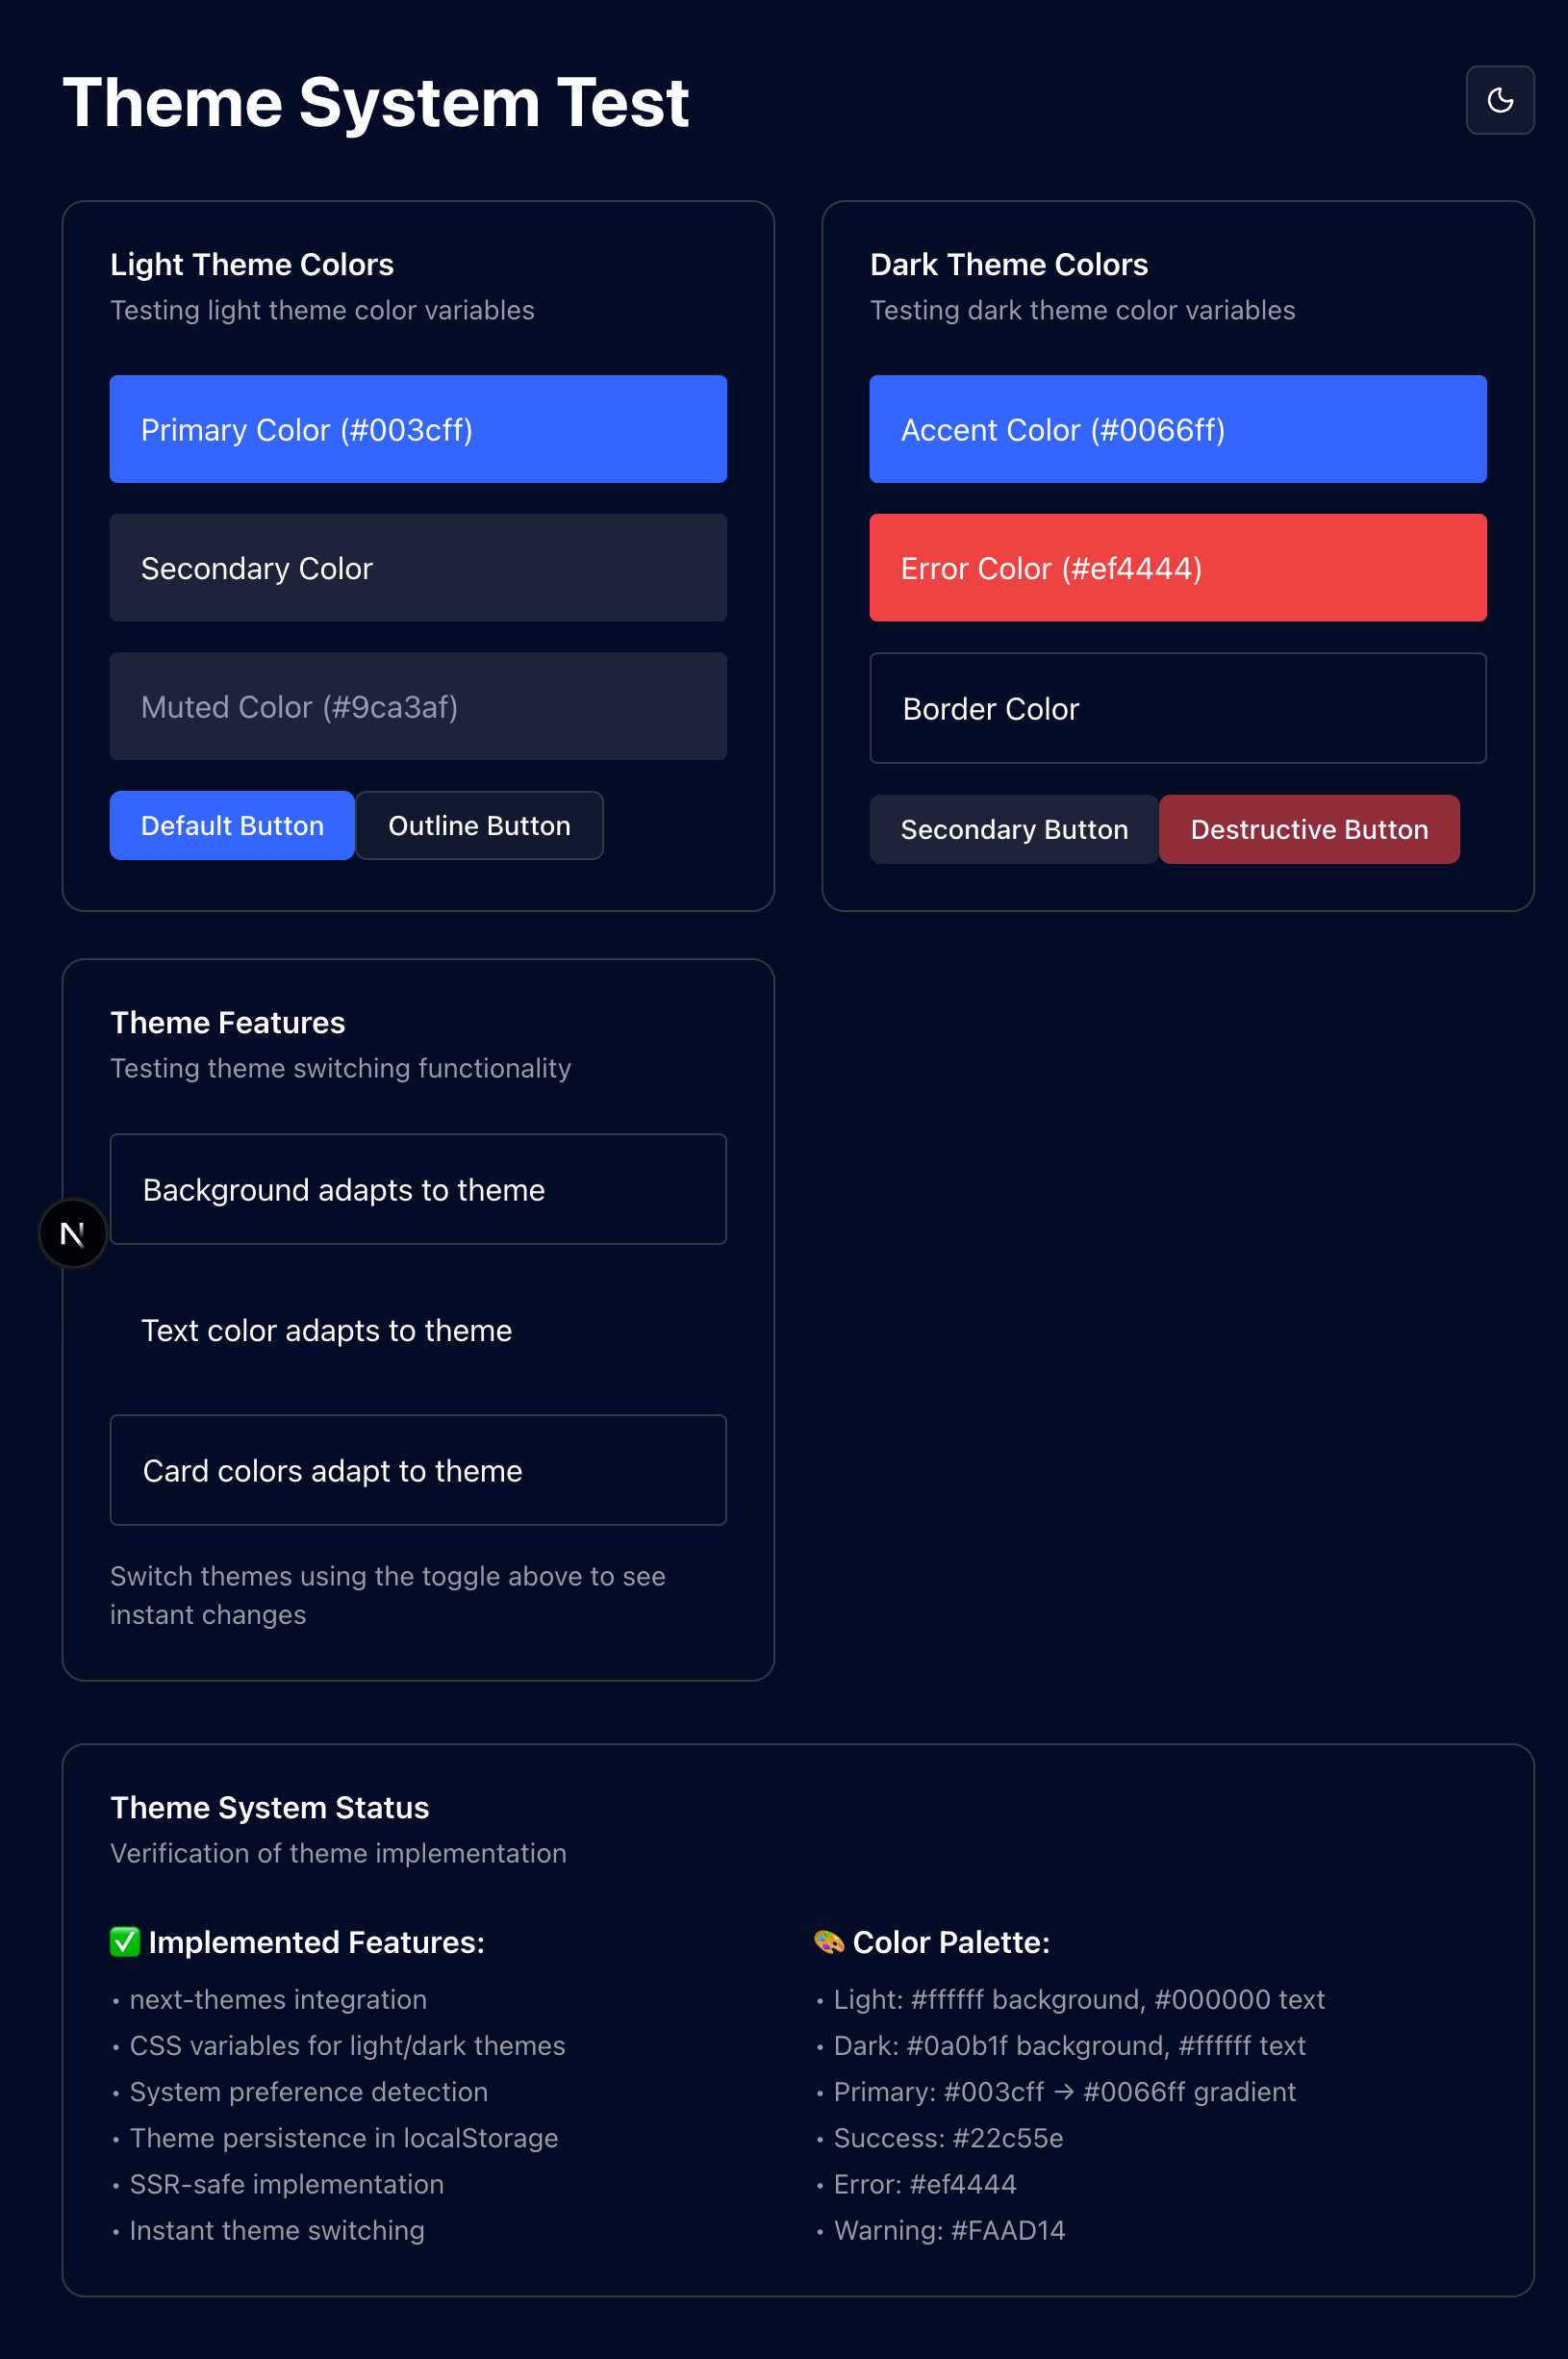 Theme System Test
Light Theme Colors
Testing light theme color variables
Primary Color (#003cff)
Secondary Color
Muted Color (#9ca3af)
Default Button
Outline Button
Dark Theme Colors
Testing dark theme color variables
Accent Color (#0066ff)
Error Color (#ef4444)
Border Color
Secondary Button
Destructive Button
Theme Features
Testing theme switching functionality
Background adapts to theme
N
Text color adapts to theme
Card colors adapt to theme
Switch themes using the toggle above to see
instant changes
Theme System Status
Verification of theme implementation
✅ Implemented Features:
• next-themes integration
• CSS variables for light/dark themes
• System preference detection
• Theme persistence in localStorage
• SSR-safe implementation
• Instant theme switching
🎨 Color Palette:
• Light: #ffffff background, #000000 text
• Dark: #0a0b1f background, #ffffff text
• Primary: #003cff → #0066ff gradient
• Success: #22c55e
• Error: #ef4444
• Warning: #FAAD14